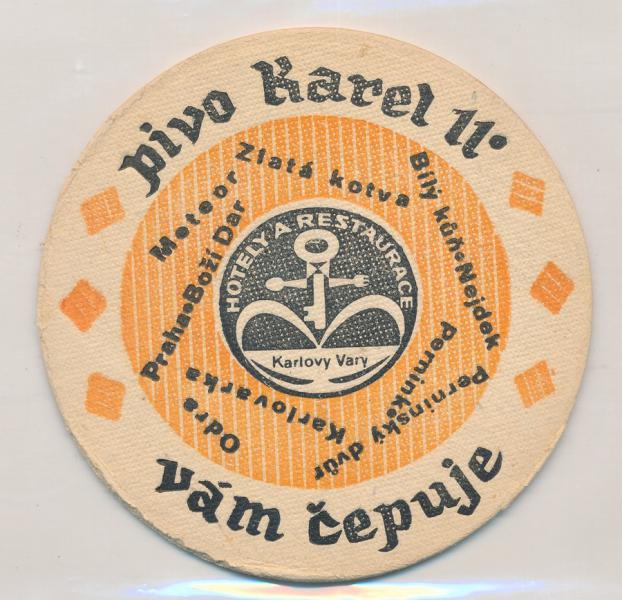 pivo Karel 11°
Zlatá kotva
Bílý kůň•Nejdek
Perninský dvůr
Pernink•
Karlovarka
Odra
Praha•Boží Dar
Meteor
HOTELY A RESTAURACE
Karlovy Vary
vám čepuje